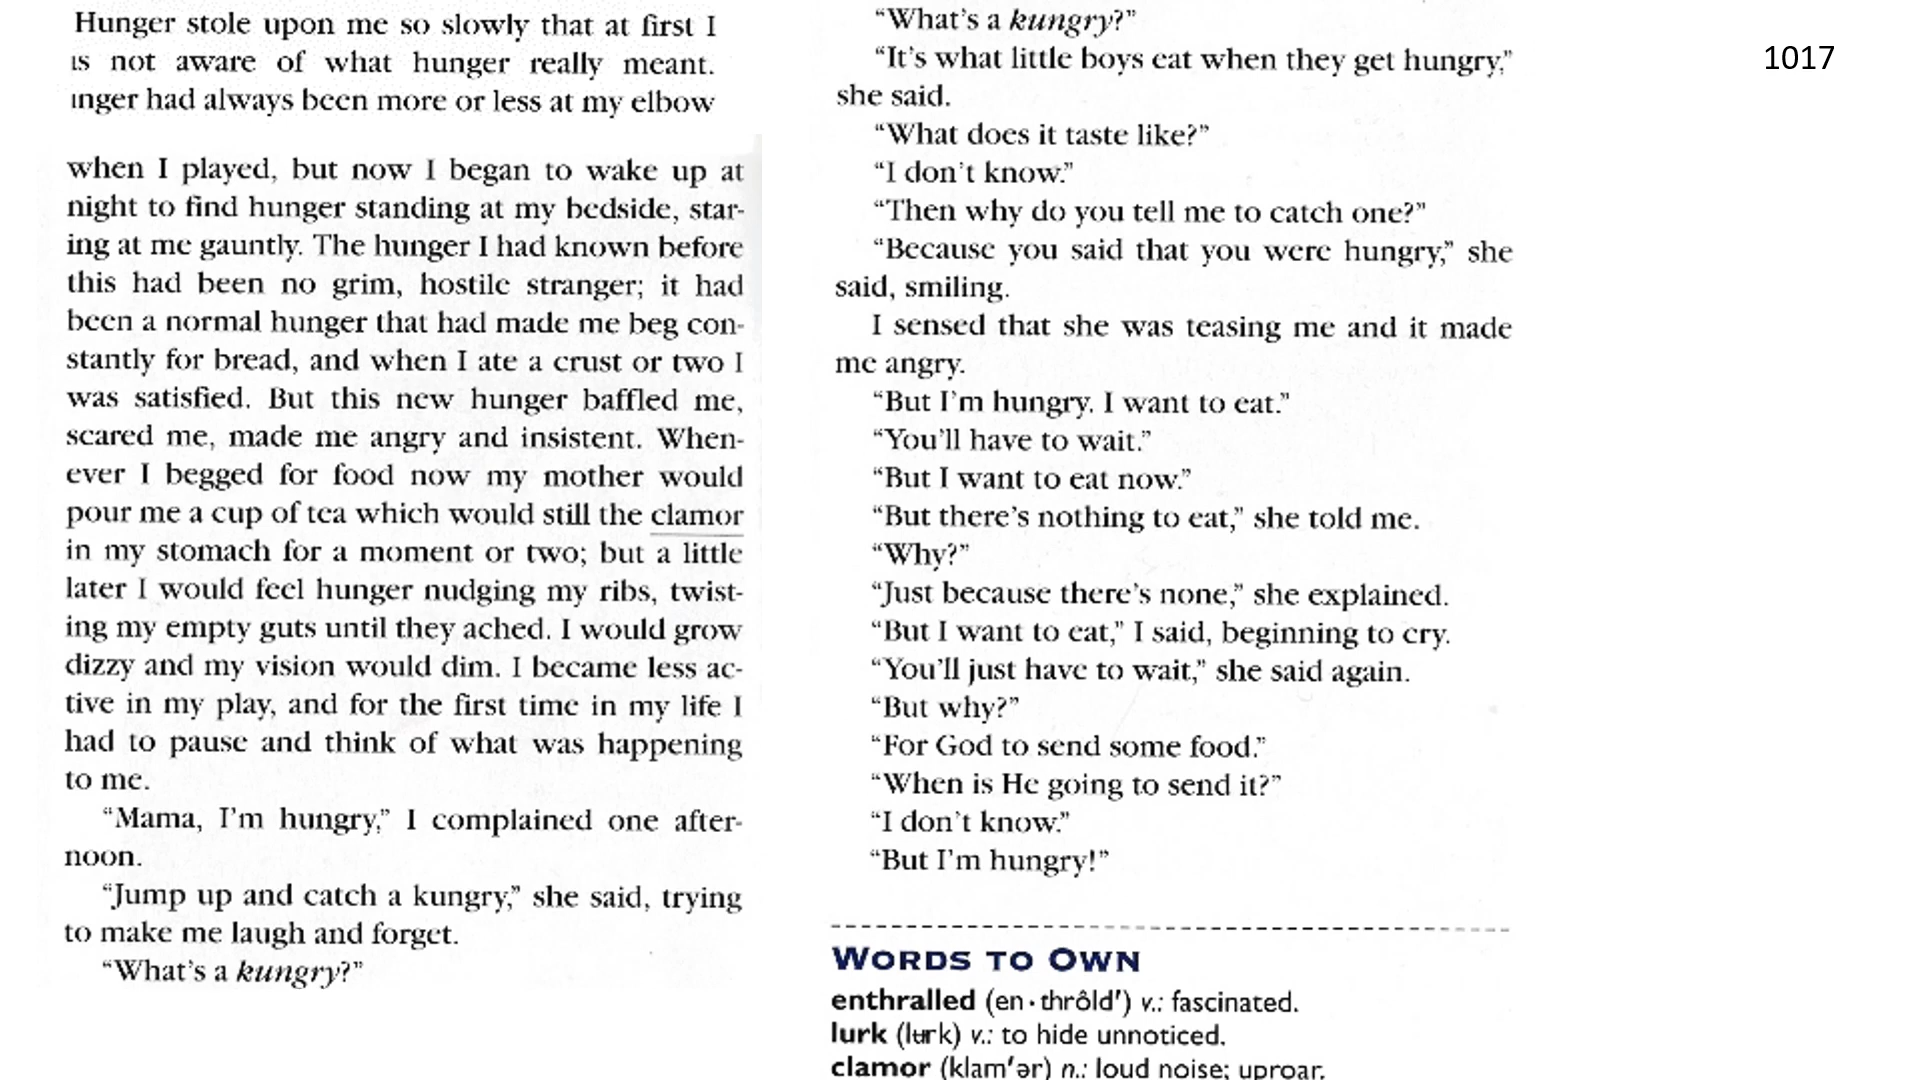 Hunger stole upon me so slowly that at first I
is not aware of what hunger really meant.
inger had always been more or less at my elbow
when I played, but now I began to wake up at
night to find hunger standing at my bedside, star-
ing at me gauntly. The hunger I had known before
this had been no grim, hostile stranger; it had
been a normal hunger that had made me beg con-
stantly for bread, and when I ate a crust or two I
was satisfied. But this new hunger baffled me,
scared me, made me angry and insistent. When-
ever I begged for food now my mother would
pour me a cup of tea which would still the clamor
in my stomach for a moment or two; but a little
later I would feel hunger nudging my ribs, twist-
ing my empty guts until they ached. I would grow
dizzy and my vision would dim. I became less ac-
tive in my play, and for the first time in my life I
had to pause and think of what was happening
to me.
“Mama, I’m hungry,” I complained one after-
noon.
“Jump up and catch a kungry,” she said, trying
to make me laugh and forget.
“What’s a kungry?”
“What’s a kungry?”
“It’s what little boys eat when they get hungry,”
she said.
“What does it taste like?”
“I don’t know.”
“Then why do you tell me to catch one?”
“Because you said that you were hungry,” she
said, smiling.
I sensed that she was teasing me and it made
me angry.
“But I’m hungry. I want to eat.”
“You’ll have to wait.”
“But I want to eat now.”
“But there’s nothing to eat,” she told me.
“Why?”
“Just because there’s none,” she explained.
“But I want to eat,” I said, beginning to cry.
“You’ll just have to wait,” she said again.
“But why?”
“For God to send some food.”
“When is He going to send it?”
“I don’t know.”
“But I’m hungry!”
WORDS TO OWN
enthralled (en·thrôld′) v.: fascinated.
lurk (lʉrk) v.: to hide unnoticed.
clamor (klam′ər) n.: loud noise; uproar.
1017